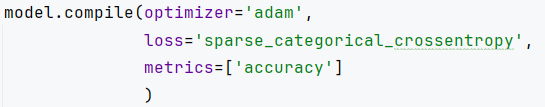 model.compile(optimizer='adam',
              loss='sparse_categorical_crossentropy',
              metrics=['accuracy']
              )